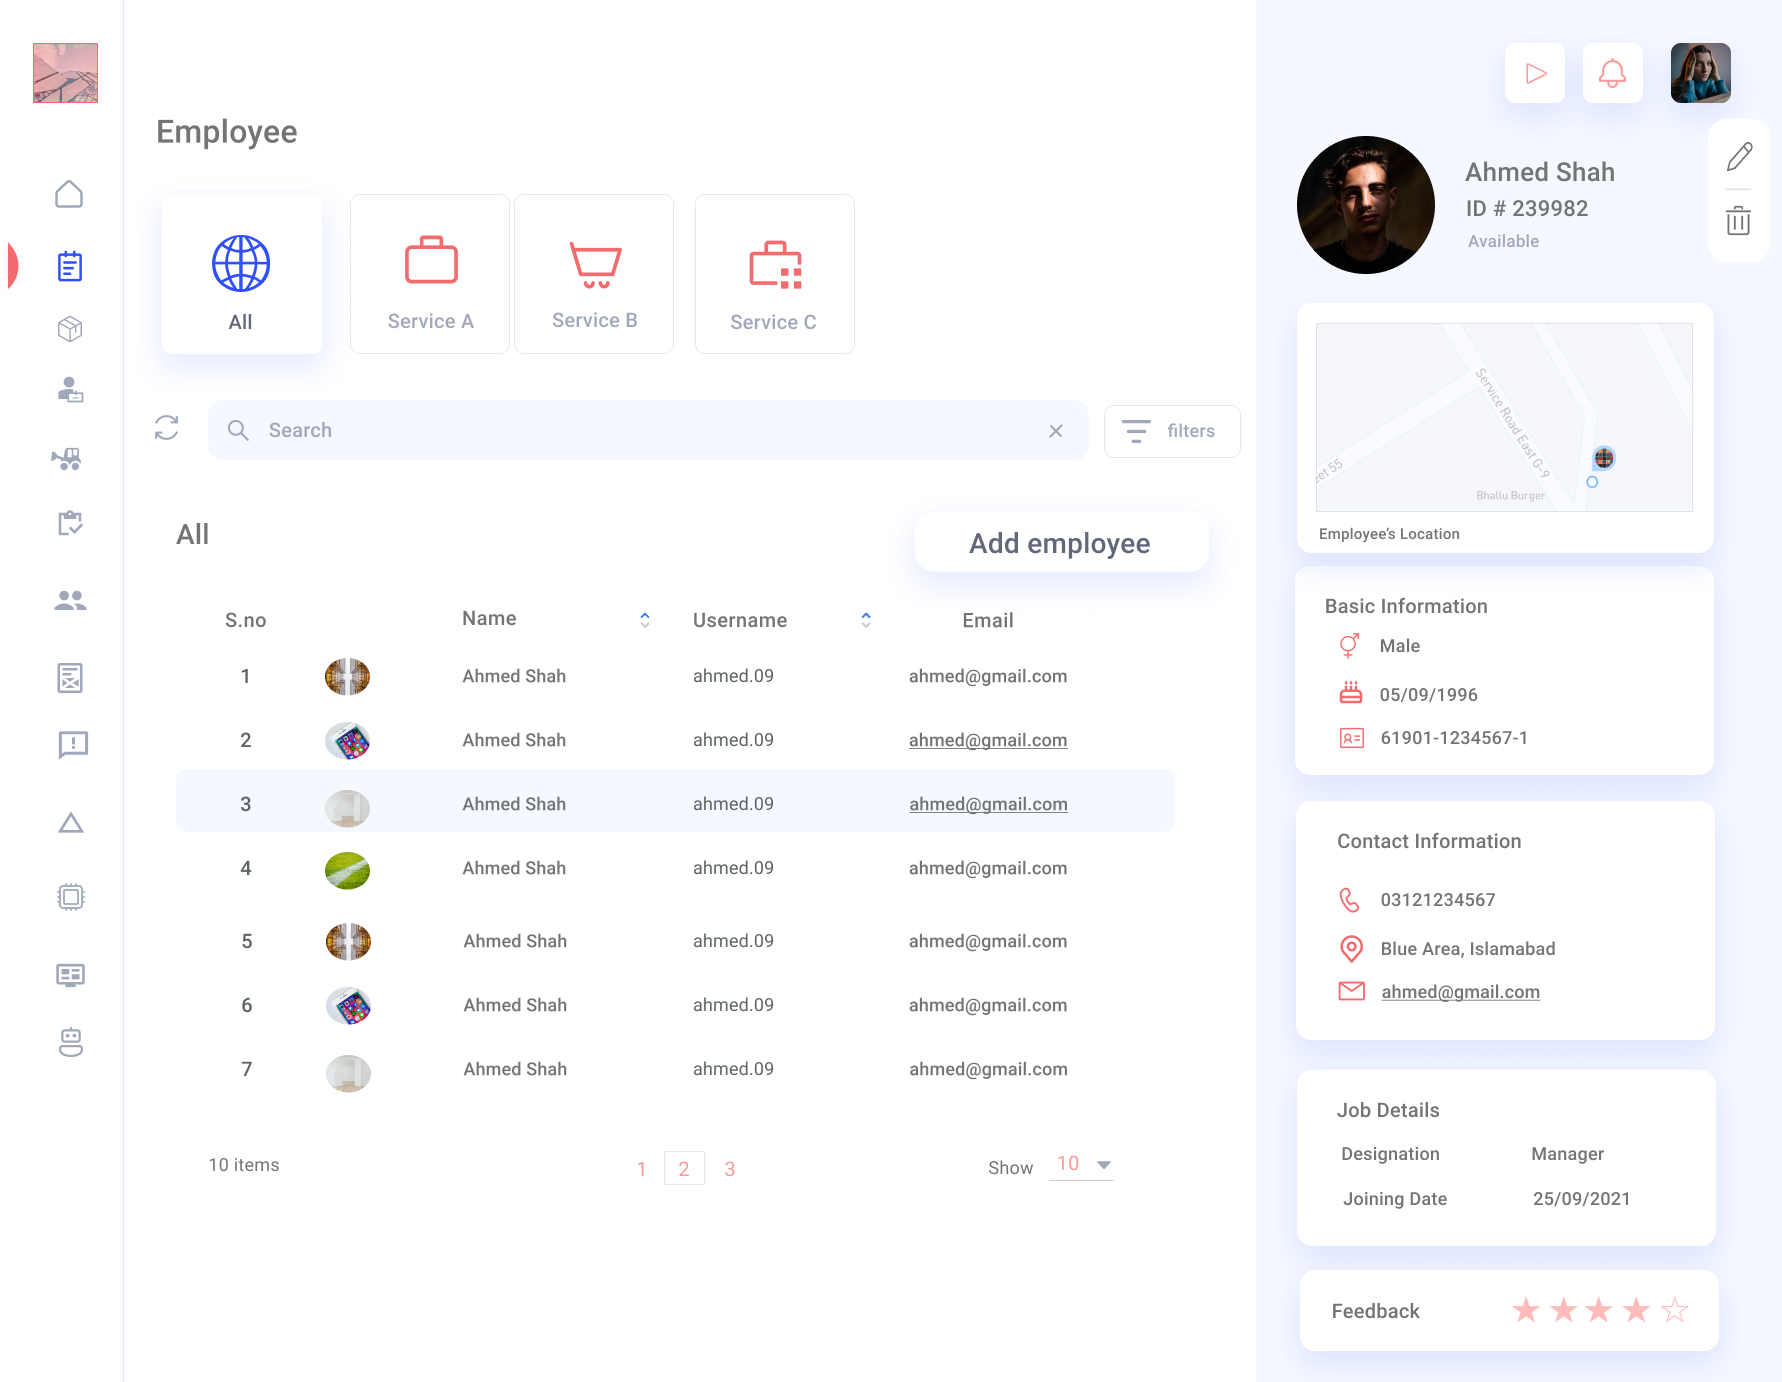 Employee
All
Service A
Service B
Service C
Search
filters
All
Add employee
S.no Name Username Email
1 Ahmed Shah ahmed.09 ahmed@gmail.com
2 Ahmed Shah ahmed.09 ahmed@gmail.com
3 Ahmed Shah ahmed.09 ahmed@gmail.com
4 Ahmed Shah ahmed.09 ahmed@gmail.com
5 Ahmed Shah ahmed.09 ahmed@gmail.com
6 Ahmed Shah ahmed.09 ahmed@gmail.com
7 Ahmed Shah ahmed.09 ahmed@gmail.com
10 items
1 2 3
Show 10
Ahmed Shah
ID # 239982
Available
Service Road East G-9
eet 55
Bhallu Burger
Employee’s Location
Basic Information
Male
05/09/1996
61901-1234567-1
Contact Information
03121234567
Blue Area, Islamabad
ahmed@gmail.com
Job Details
Designation Manager
Joining Date 25/09/2021
Feedback